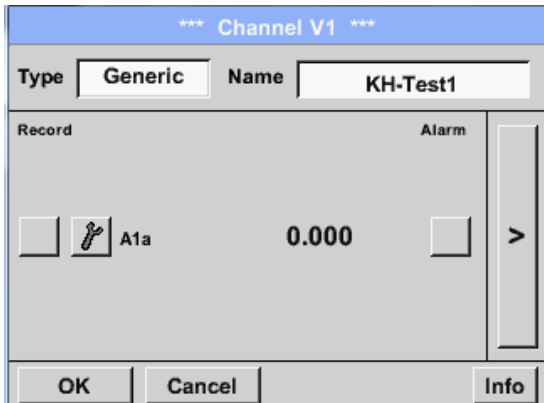 *** Channel V1 ***
Type Generic Name KH-Test1
Record Alarm
A1a 0.000 >
OK Cancel Info